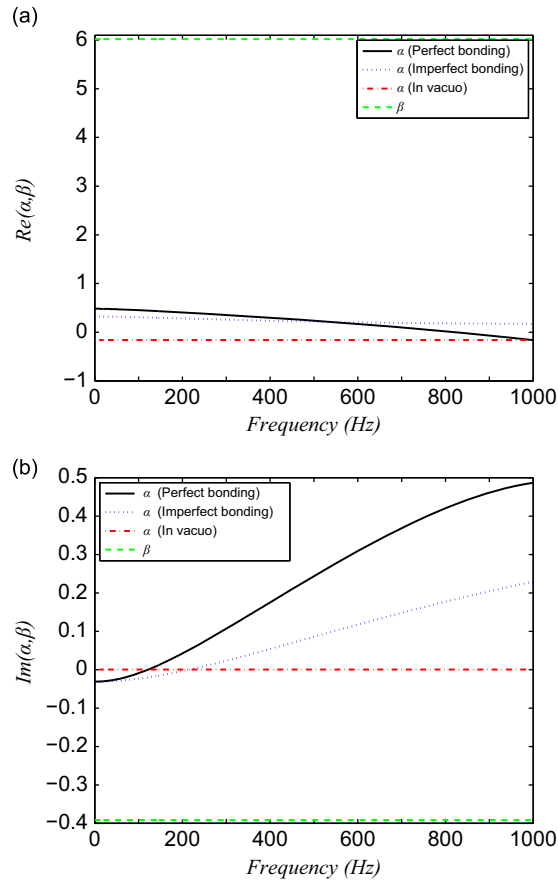 (a)
6
5
4
3
2
1
0
−1
Re(α,β)
α (Perfect bonding)
α (Imperfect bonding)
α (In vacuo)
β
0 200 400 600 800 1000
Frequency (Hz)
(b)
0.5
0.4
0.3
0.2
0.1
0
−0.1
−0.2
−0.3
−0.4
Im(α,β)
α (Perfect bonding)
α (Imperfect bonding)
α (In vacuo)
β
0 200 400 600 800 1000
Frequency (Hz)